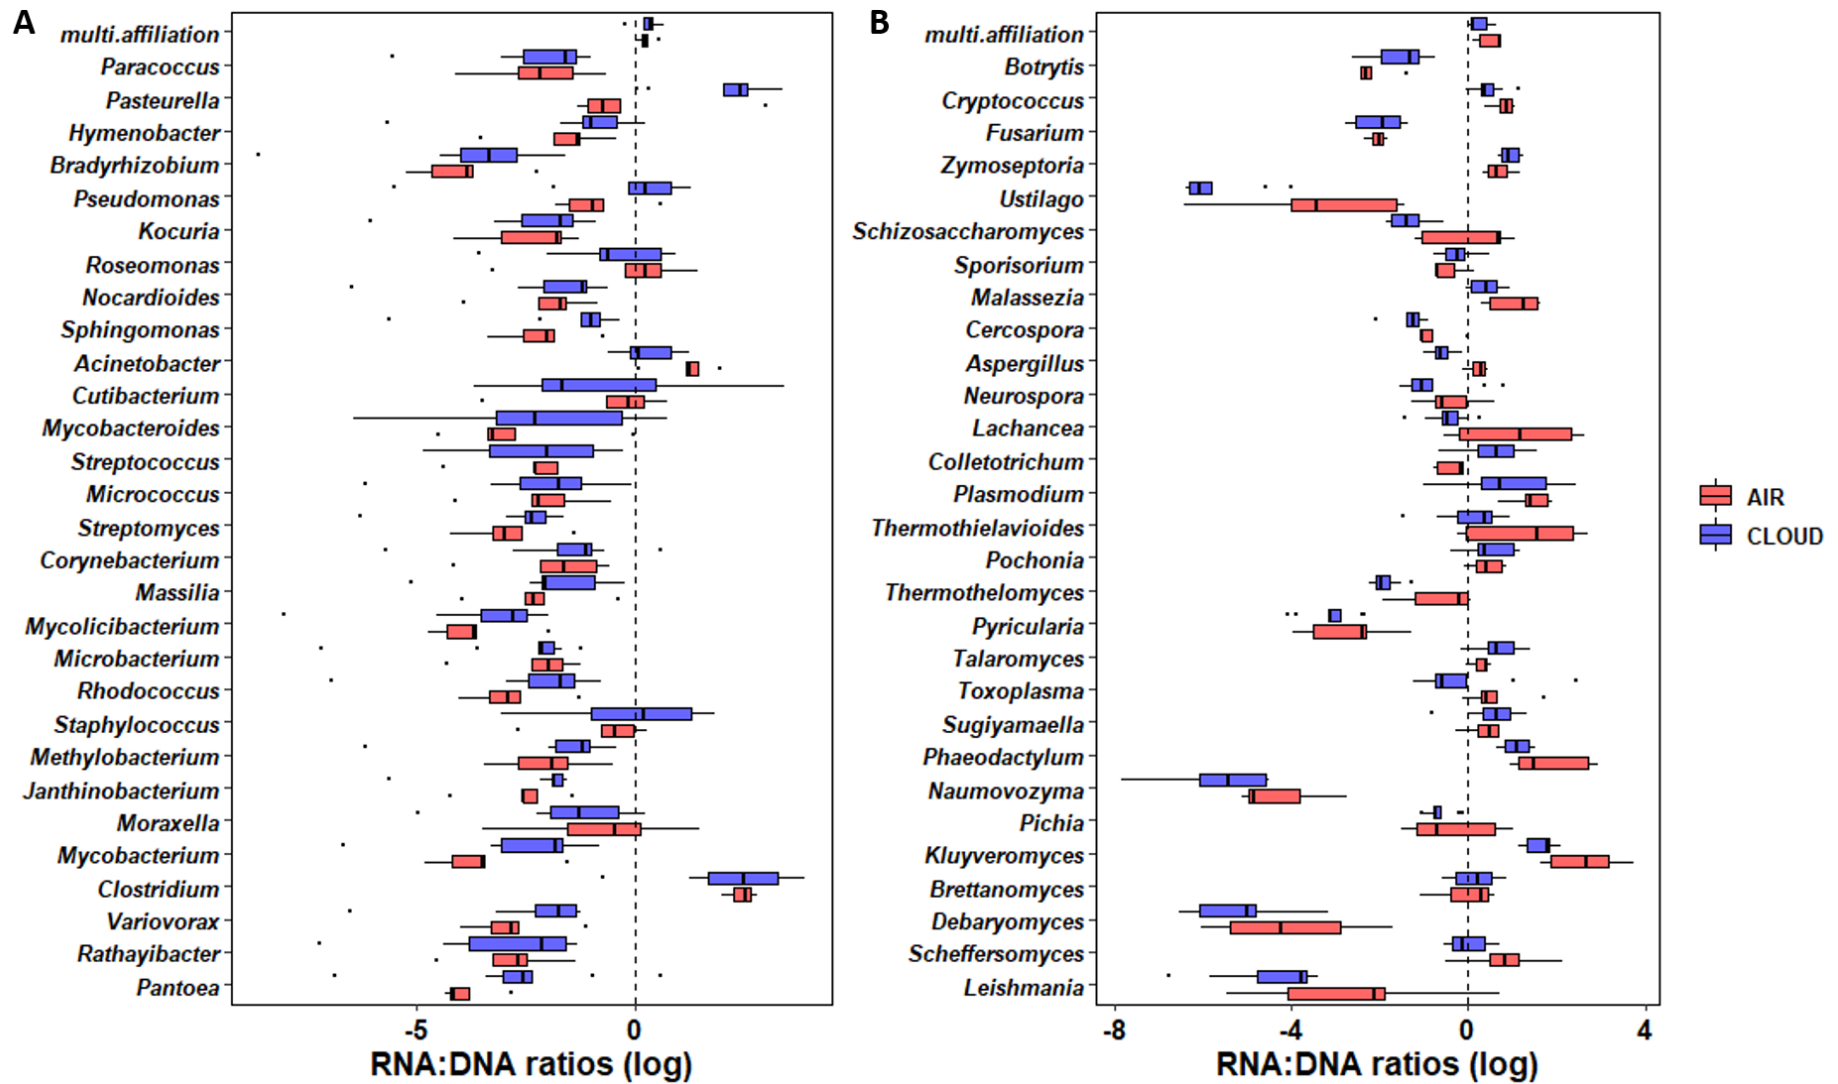 A
multi.affiliation
Paracoccus
Pasteurella
Hymenobacter
Bradyrhizobium
Pseudomonas
Kocuria
Roseomonas
Nocardioides
Sphingomonas
Acinetobacter
Cutibacterium
Mycobacteroides
Streptococcus
Micrococcus
Streptomyces
Corynebacterium
Massilia
Mycolicibacterium
Microbacterium
Rhodococcus
Staphylococcus
Methylobacterium
Janthinobacterium
Moraxella
Mycobacterium
Clostridium
Variovorax
Rathayibacter
Pantoea
-5 0
RNA:DNA ratios (log)
B
multi.affiliation
Botrytis
Cryptococcus
Fusarium
Zymoseptoria
Ustilago
Schizosaccharomyces
Sporisorium
Malassezia
Cercospora
Aspergillus
Neurospora
Lachancea
Colletotrichum
Plasmodium
Thermothielavioides
Pochonia
Thermothelomyces
Pyricularia
Talaromyces
Toxoplasma
Sugiyamaella
Phaeodactylum
Naumovozyma
Pichia
Kluyveromyces
Brettanomyces
Debaryomyces
Scheffersomyces
Leishmania
-8 -4 0 4
RNA:DNA ratios (log)
AIR
CLOUD